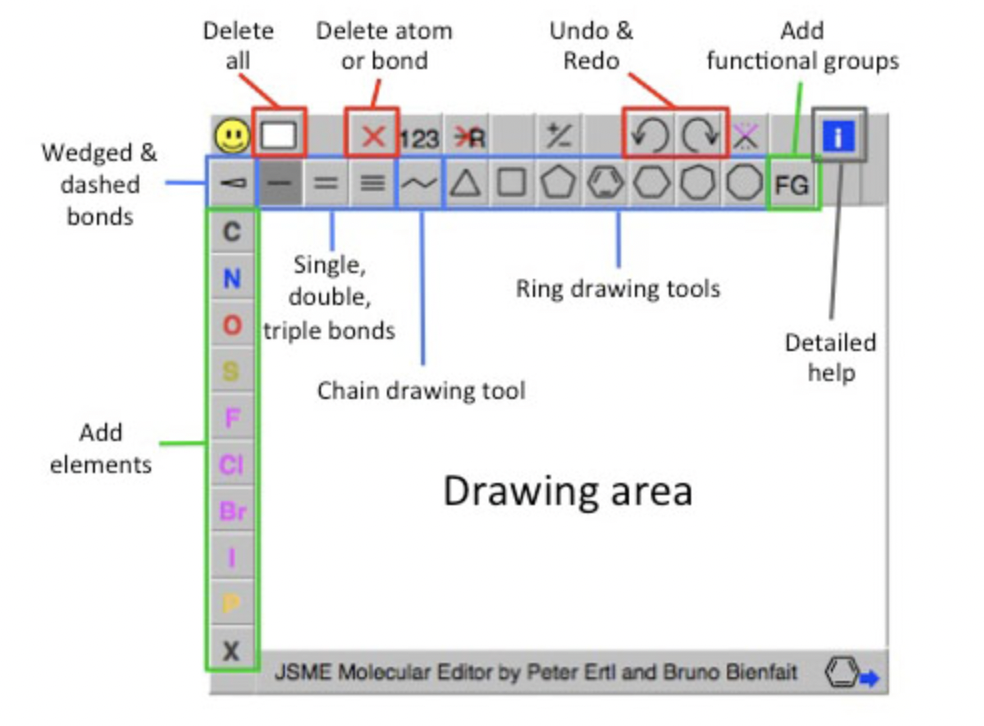 Delete
all
Delete atom
or bond
Undo &
Redo
Add
functional groups
123
R
+/-
i
Wedged &
dashed
bonds
FG
C
N
O
S
F
Cl
Br
I
P
X
Single,
double,
triple bonds
Ring drawing tools
Chain drawing tool
Detailed
help
Add
elements
Drawing area
JSME Molecular Editor by Peter Ertl and Bruno Bienfait